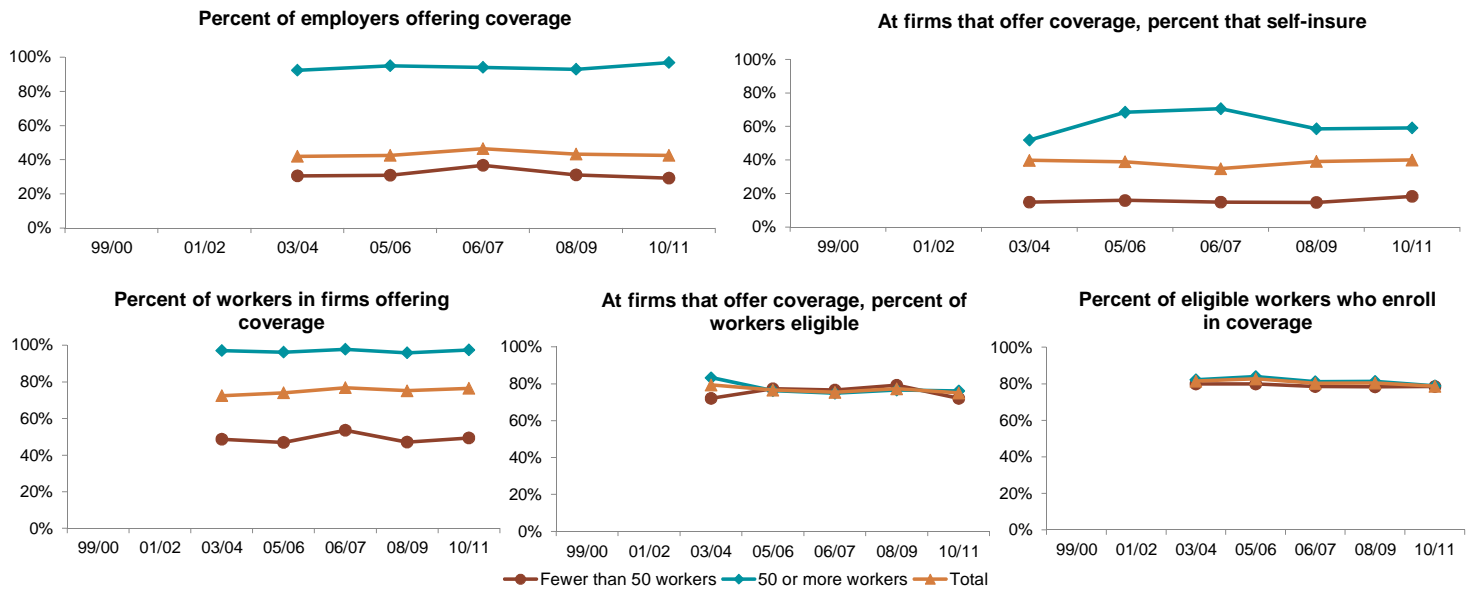 Percent of employers offering coverage
100%
80%
60%
40%
20%
0%
99/00 01/02 03/04 05/06 06/07 08/09 10/11
At firms that offer coverage, percent that self-insure
100%
80%
60%
40%
20%
0%
99/00 01/02 03/04 05/06 06/07 08/09 10/11
Percent of workers in firms offering
coverage
100%
80%
60%
40%
20%
0%
99/00 01/02 03/04 05/06 06/07 08/09 10/11
At firms that offer coverage, percent of
workers eligible
100%
80%
60%
40%
20%
0%
99/00 01/02 03/04 05/06 06/07 08/09 10/11
Percent of eligible workers who enroll
in coverage
100%
80%
60%
40%
20%
0%
99/00 01/02 03/04 05/06 06/07 08/09 10/11
Fewer than 50 workers 50 or more workers Total